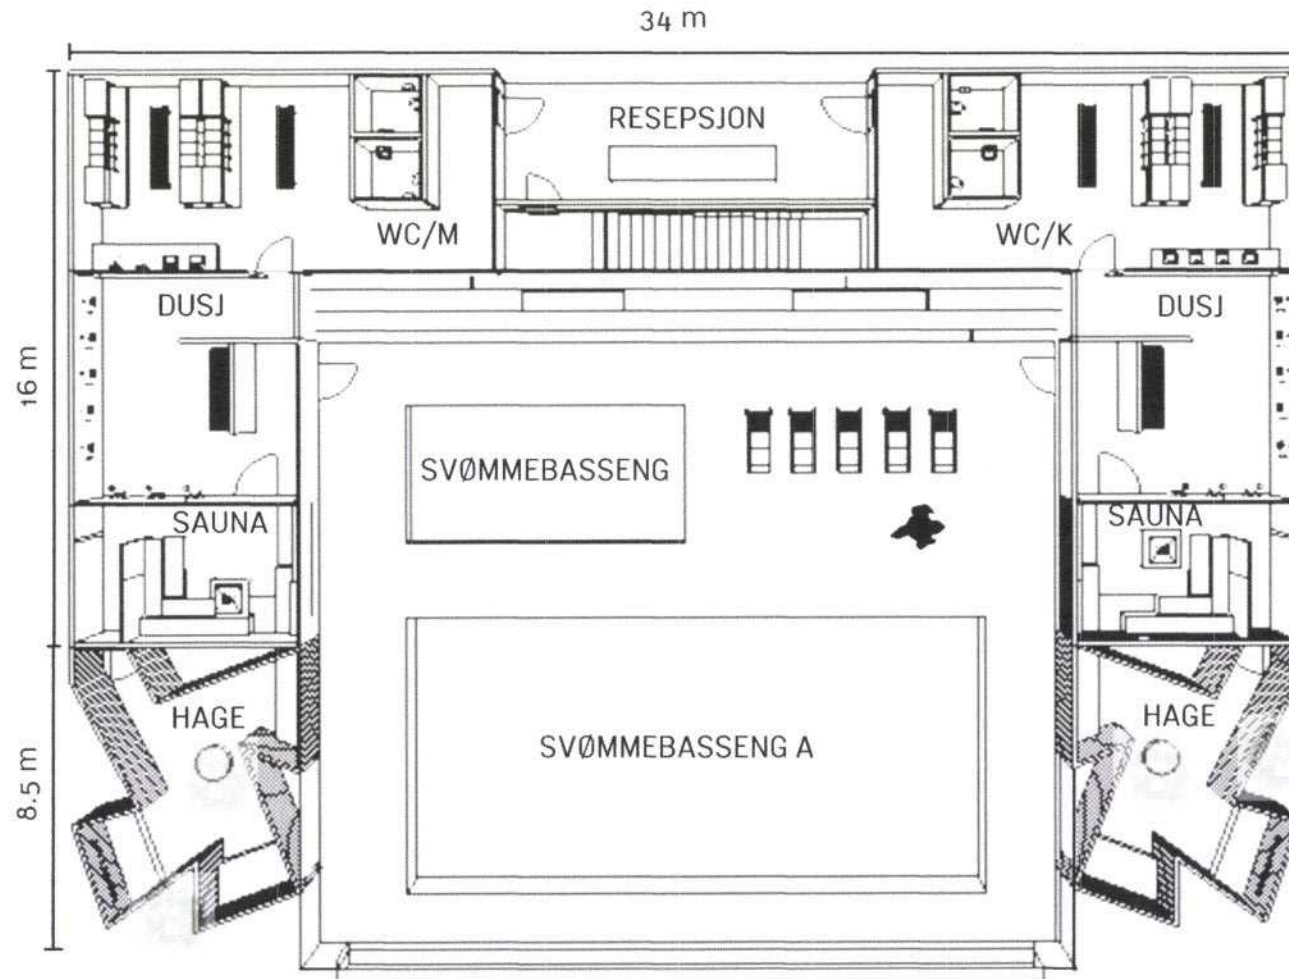 34 m
RESEPSJON
WC/M
WC/K
DUSJ
DUSJ
16 m
SVØMMEBASSENG
SAUNA
SAUNA
HAGE
HAGE
SVØMMEBASSENG A
8.5 m